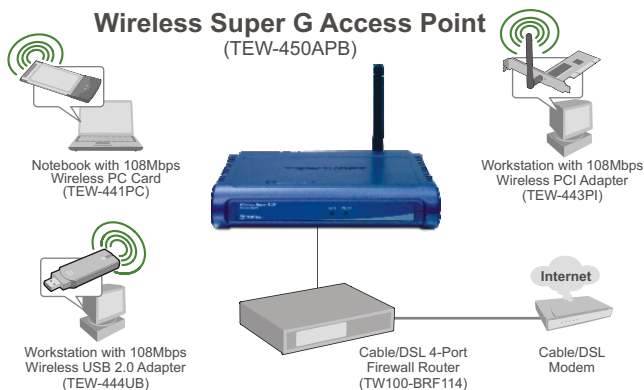 Wireless Super G Access Point
(TEW-450APB)
Notebook with 108Mbps
Wireless PC Card
(TEW-441PC)
Workstation with 108Mbps
Wireless PCI Adapter
(TEW-443PI)
Internet
Workstation with 108Mbps
Wireless USB 2.0 Adapter
(TEW-444UB)
Cable/DSL 4-Port
Firewall Router
(TW100-BRF114)
Cable/DSL
Modem